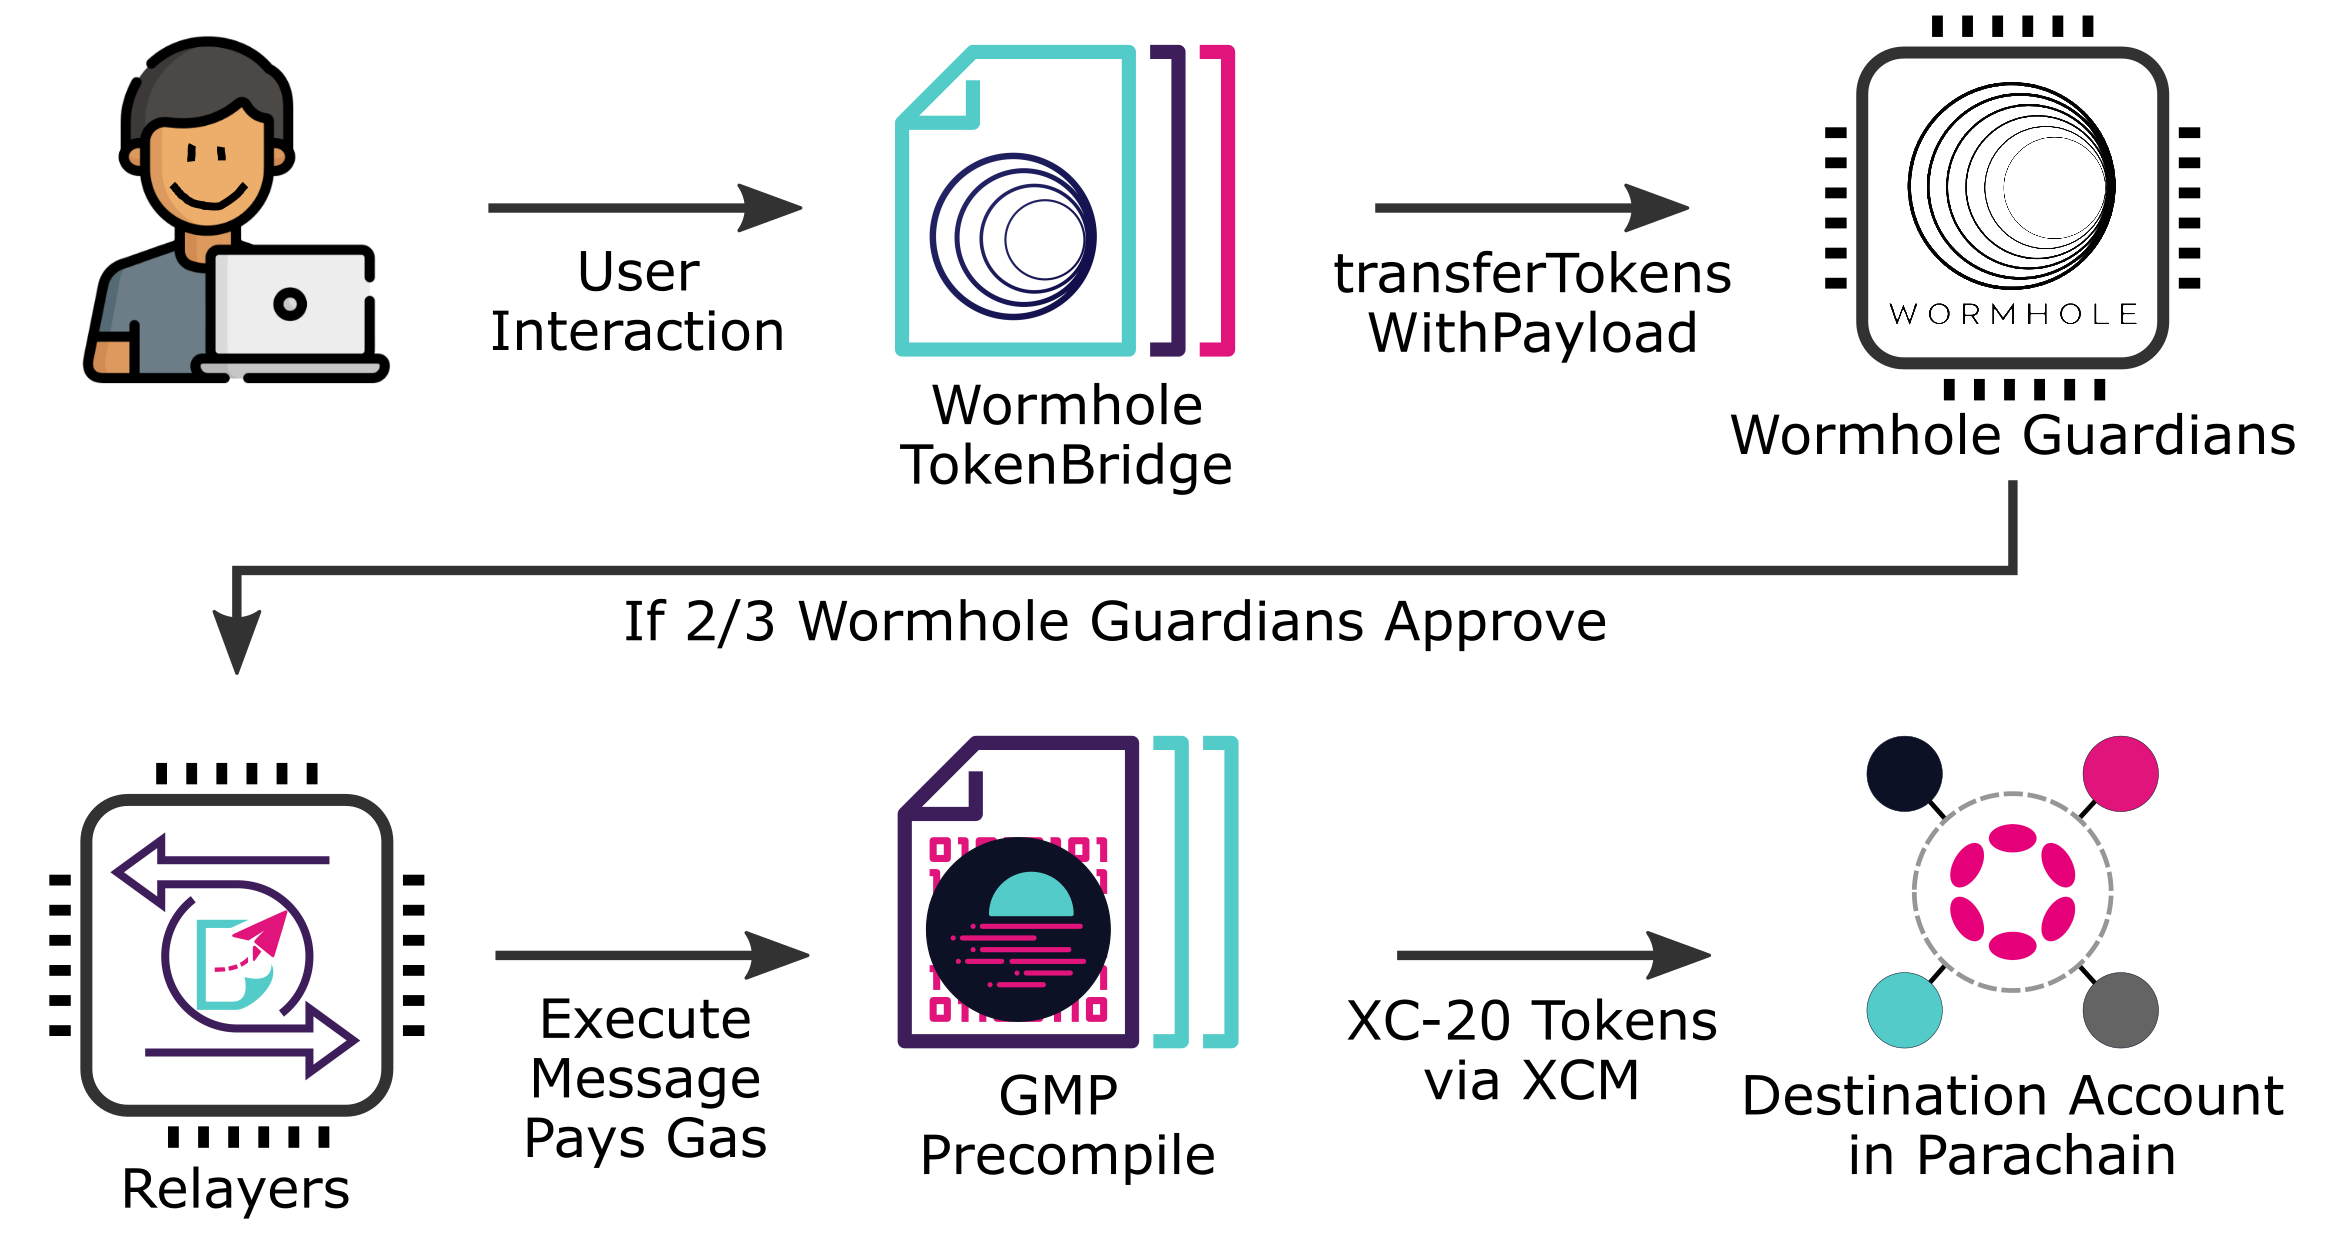 User
Interaction
Wormhole
TokenBridge
transferTokens
WithPayload
WORMHOLE
Wormhole Guardians
If 2/3 Wormhole Guardians Approve
Relayers
Execute
Message
Pays Gas
GMP
Precompile
XC-20 Tokens
via XCM
Destination Account
in Parachain